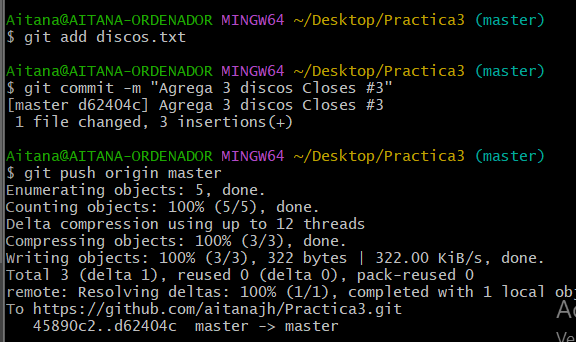 Aitana@AITANA-ORDENADOR MINGW64 ~/Desktop/Practica3 (master)
$ git add discos.txt
Aitana@AITANA-ORDENADOR MINGW64 ~/Desktop/Practica3 (master)
$ git commit -m "Agrega 3 discos Closes #3"
[master d62404c] Agrega 3 discos Closes #3
1 file changed, 3 insertions(+)
Aitana@AITANA-ORDENADOR MINGW64 ~/Desktop/Practica3 (master)
$ git push origin master
Enumerating objects: 5, done.
Counting objects: 100% (5/5), done.
Delta compression using up to 12 threads
Compressing objects: 100% (3/3), done.
Writing objects: 100% (3/3), 322 bytes | 322.00 KiB/s, done.
Total 3 (delta 1), reused 0 (delta 0), pack-reused 0
remote: Resolving deltas: 100% (1/1), completed with 1 local obj
To https://github.com/aitanajh/Practica3.git
45890c2..d62404c  master -> master